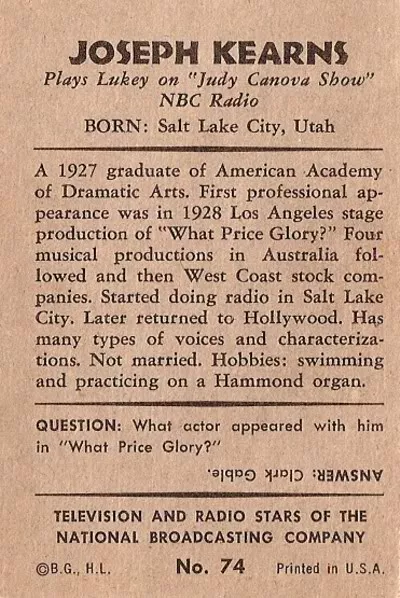 JOSEPH KEARNS
Plays Lukey on "Judy Canova Show"
NBC Radio
BORN: Salt Lake City, Utah
A 1927 graduate of American Academy
of Dramatic Arts. First professional ap-
pearance was in 1928 Los Angeles stage
production of "What Price Glory?" Four
musical productions in Australia fol-
lowed and then West Coast stock com-
panies. Started doing radio in Salt Lake
City. Later returned to Hollywood. Has
many types of voices and characteriza-
tions. Not married. Hobbies: swimming
and practicing on a Hammond organ.
QUESTION: What actor appeared with him
in "What Price Glory?"
ANSWER: Clark Gable.
TELEVISION AND RADIO STARS OF THE
NATIONAL BROADCASTING COMPANY
©B.G., H.L. No. 74 Printed in U.S.A.